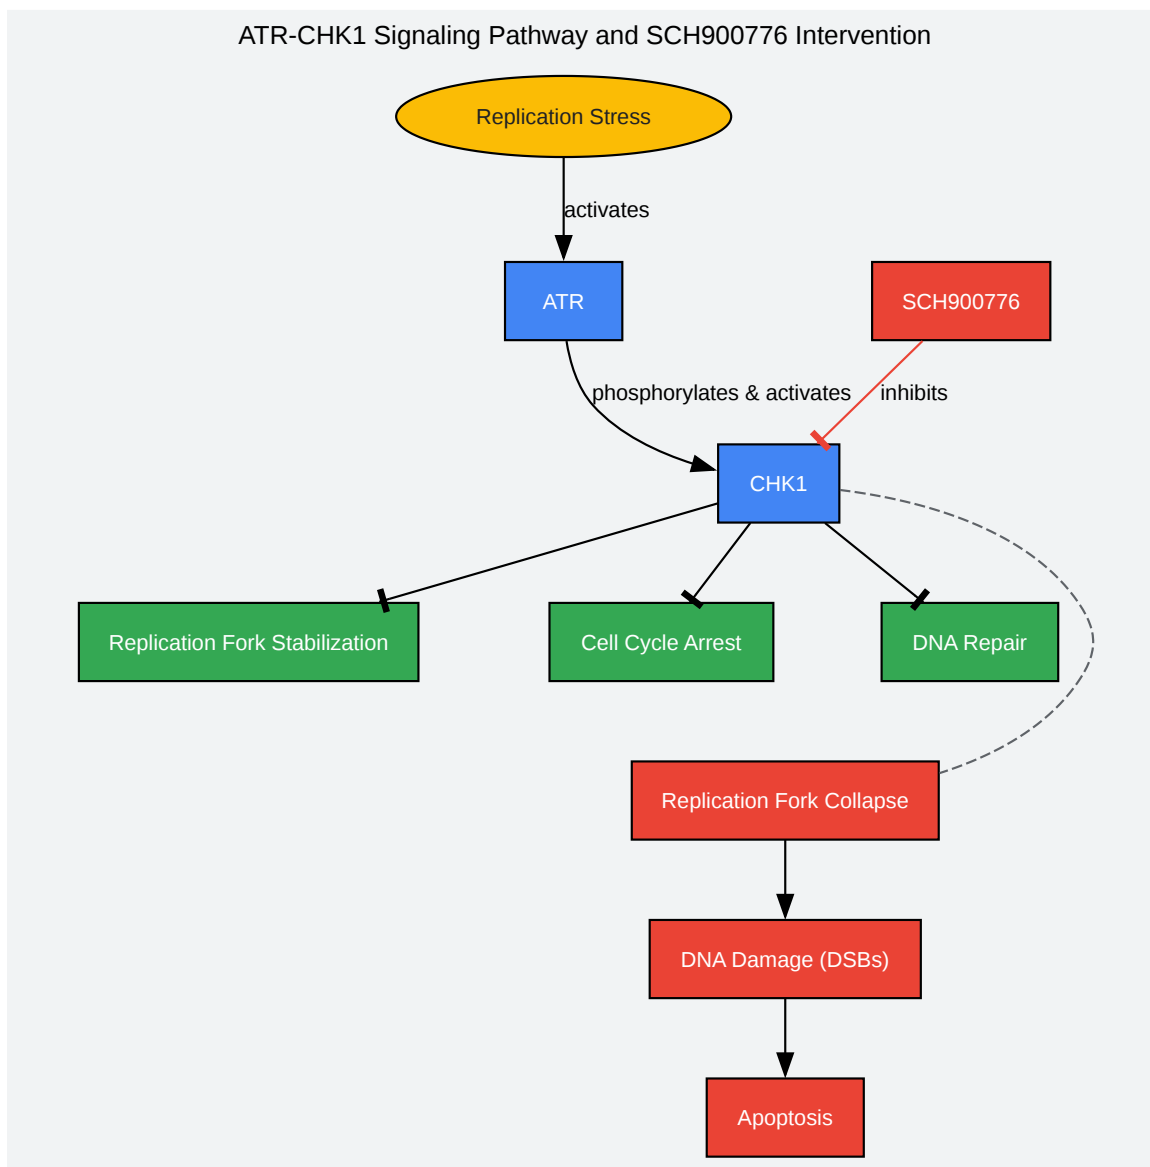 ATR-CHK1 Signaling Pathway and SCH900776 Intervention
Replication Stress
activates
ATR
SCH900776
phosphorylates & activates
inhibits
CHK1
Replication Fork Stabilization
Cell Cycle Arrest
DNA Repair
Replication Fork Collapse
DNA Damage (DSBs)
Apoptosis